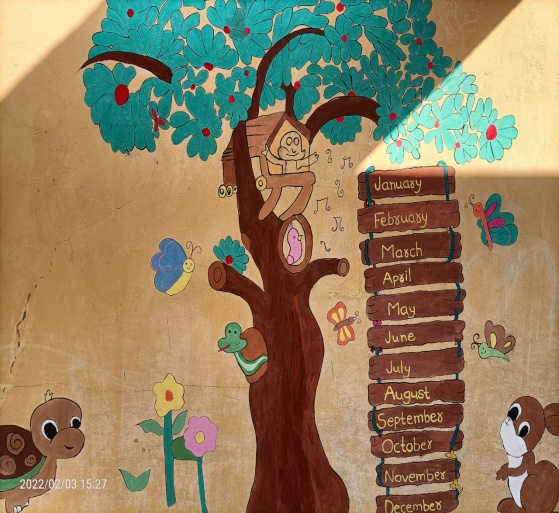 January
February
March
April
May
June
July
August
September
October
November
December
2022/02/03 15:27